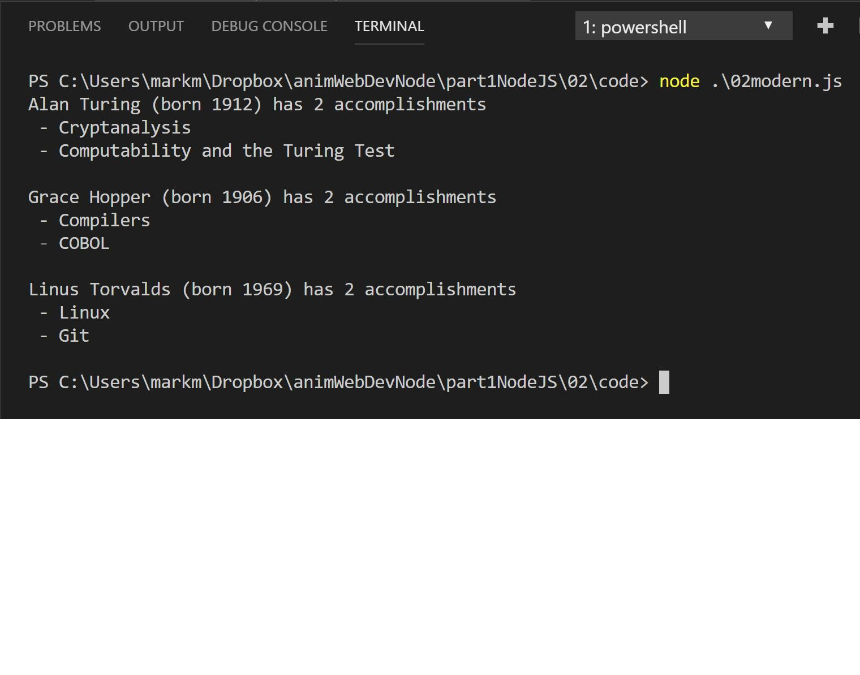 PROBLEMS OUTPUT DEBUG CONSOLE TERMINAL 1: powershell
PS C:\Users\markm\Dropbox\animWebDevNode\part1NodeJS\02\code> node .\02modern.js
Alan Turing (born 1912) has 2 accomplishments
 - Cryptanalysis
 - Computability and the Turing Test
Grace Hopper (born 1906) has 2 accomplishments
 - Compilers
 - COBOL
Linus Torvalds (born 1969) has 2 accomplishments
 - Linux
 - Git
PS C:\Users\markm\Dropbox\animWebDevNode\part1NodeJS\02\code>